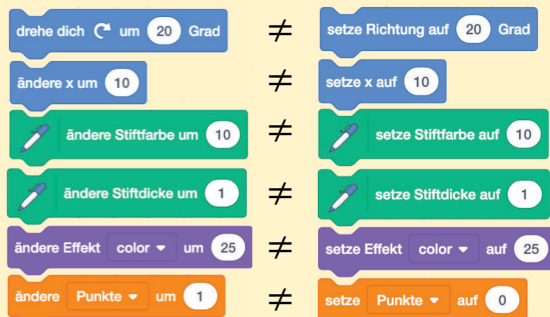 drehe dich ↻ um 20 Grad ≠ setze Richtung auf 20 Grad
ändere x um 10 ≠ setze x auf 10
ändere Stiftfarbe um 10 ≠ setze Stiftfarbe auf 10
ändere Stiftdicke um 1 ≠ setze Stiftdicke auf 1
ändere Effekt color um 25 ≠ setze Effekt color auf 25
ändere Punkte um 1 ≠ setze Punkte auf 0